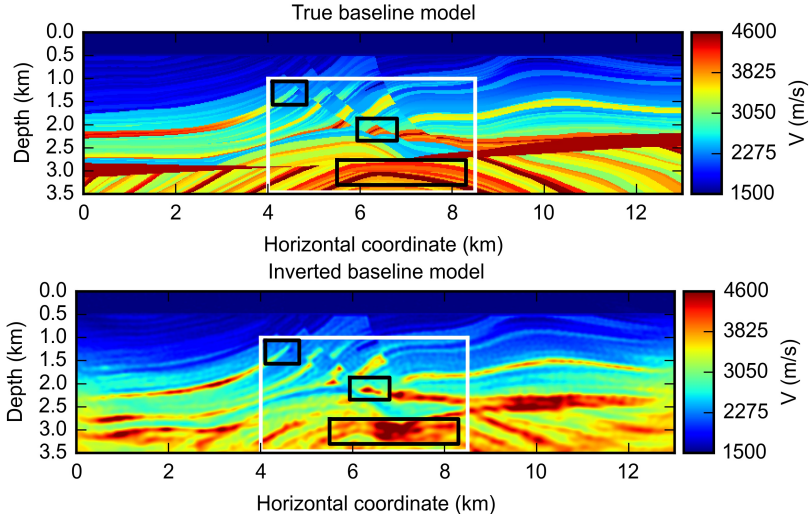 True baseline model
0.0
0.5
1.0
1.5
2.0
2.5
3.0
3.5
Depth (km)
0 2 4 6 8 10 12
Horizontal coordinate (km)
4600
3825
3050
2275
1500
V (m/s)
Inverted baseline model
0.0
0.5
1.0
1.5
2.0
2.5
3.0
3.5
Depth (km)
0 2 4 6 8 10 12
Horizontal coordinate (km)
4600
3825
3050
2275
1500
V (m/s)